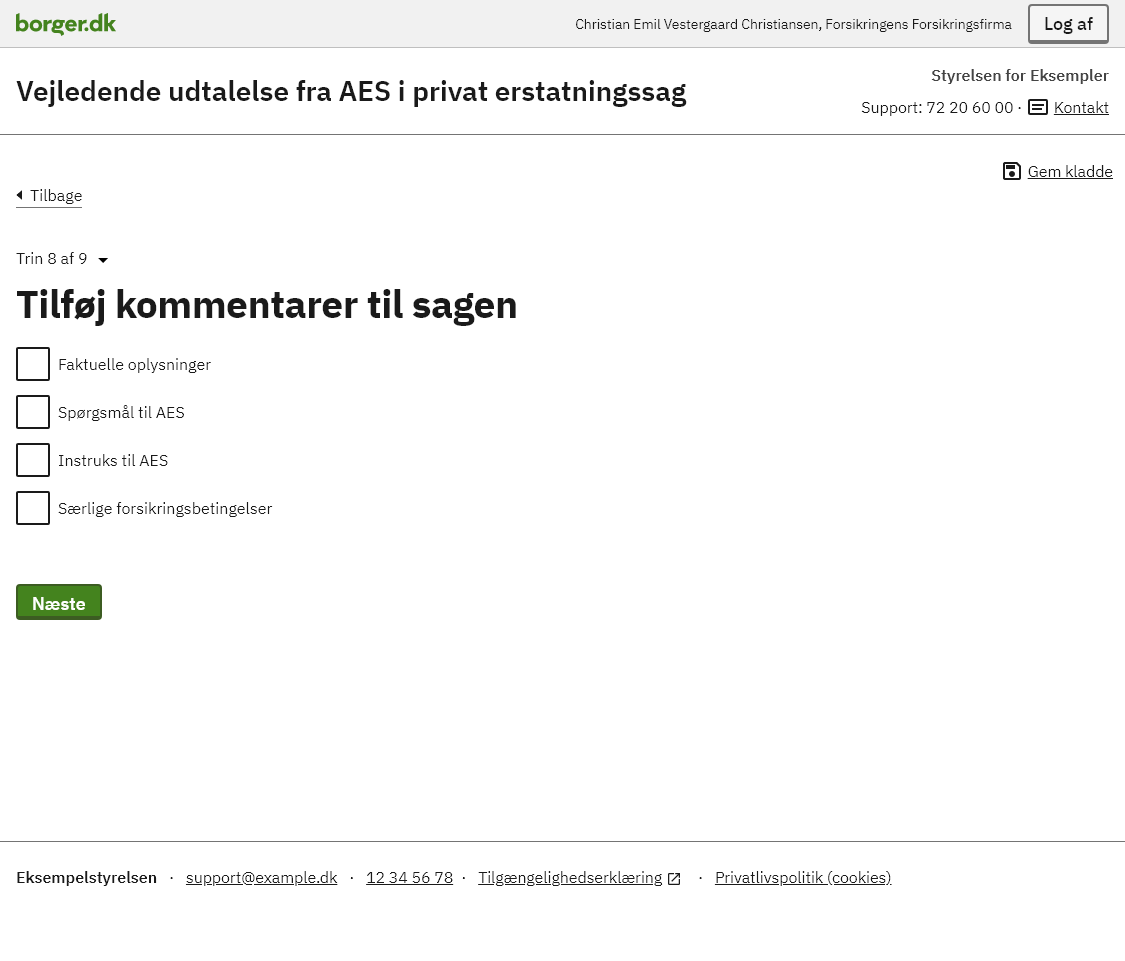 borger.dk
Christian Emil Vestergaard Christiansen, Forsikringens Forsikringsfirma
Log af
Vejledende udtalelse fra AES i privat erstatningssag
Styrelsen for Eksempler
Support: 72 20 60 00 · Kontakt
Gem kladde
Tilbage
Trin 8 af 9
Tilføj kommentarer til sagen
Faktuelle oplysninger
Spørgsmål til AES
Instruks til AES
Særlige forsikringsbetingelser
Næste
Eksempelstyrelsen · support@example.dk · 12 34 56 78 · Tilgængelighedserklæring · Privatlivspolitik (cookies)